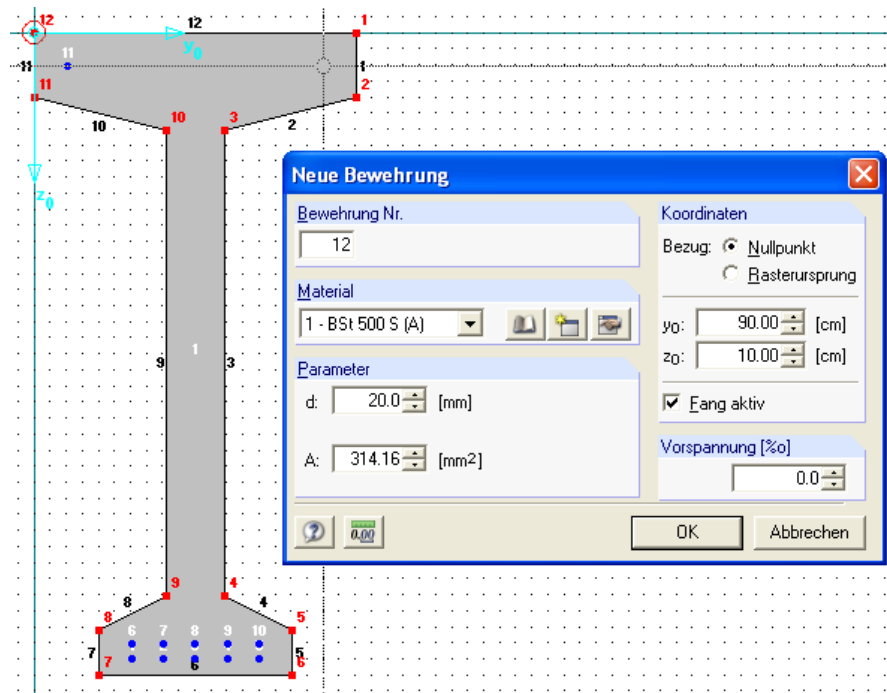 12 12 1
y0
11 11 1
11 2
10 10 3 2
z0
Neue Bewehrung
Bewehrung Nr.
12
Material
1 - BSt 500 S (A)
Parameter
d: 20.0 [mm]
A: 314.16 [mm2]
0.00
Koordinaten
Bezug: Nullpunkt
Rasterursprung
y0: 90.00 [cm]
z0: 10.00 [cm]
Fang aktiv
Vorspannung [%o]
0.0
OK Abbrechen
1
9 3
9 4
8 4
8 6 7 8 9 10 5
7 7 6 5 6